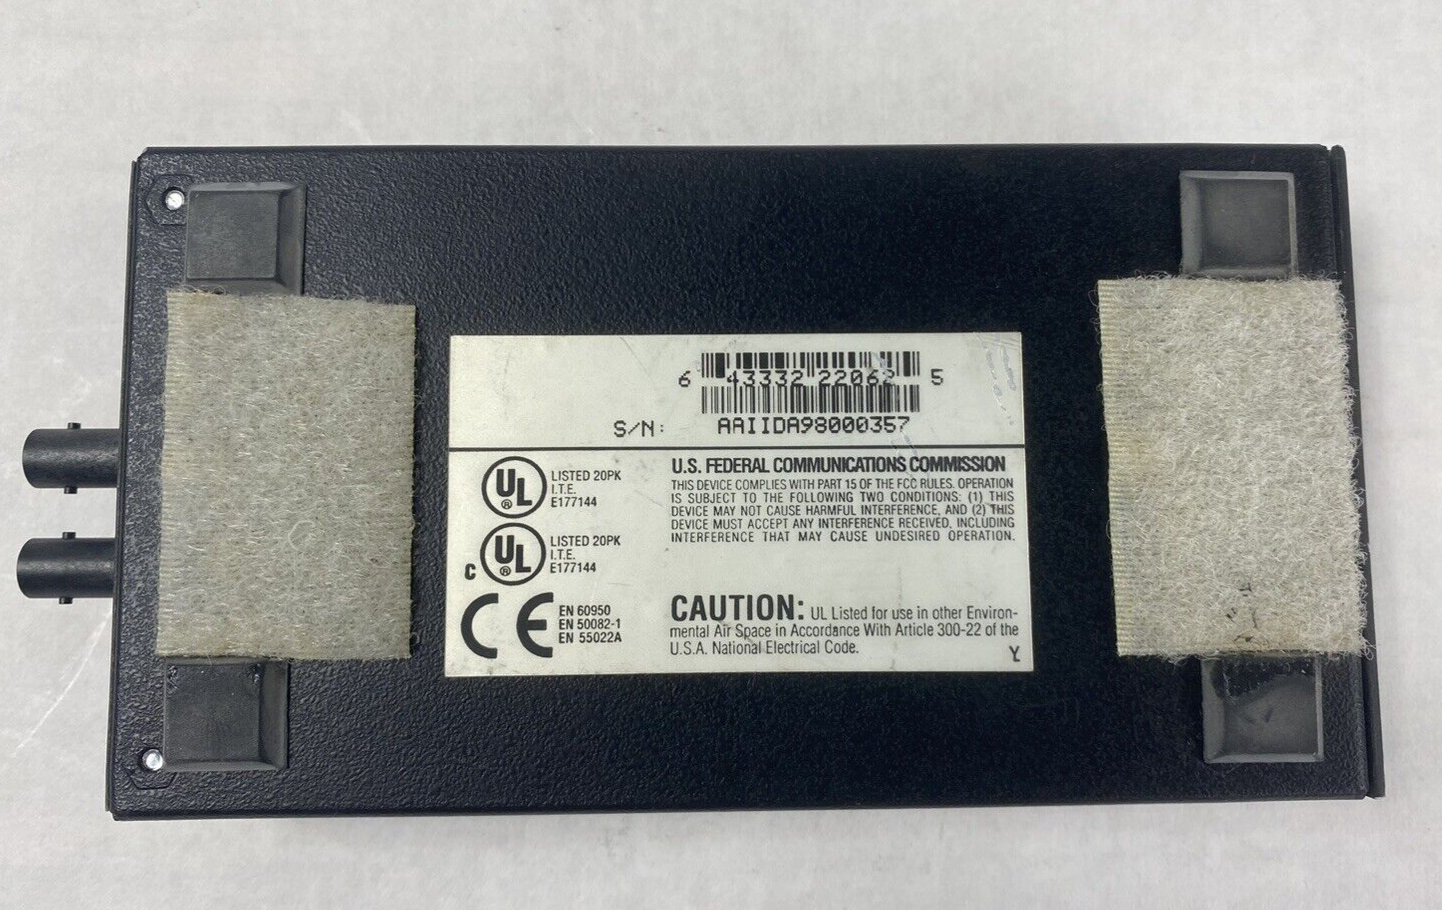 6 43332 22062 5
S/N: AAIIDA98000357
UL ® LISTED 20PK
I.T.E.
E177144
C UL ® LISTED 20PK
I.T.E.
E177144
CE EN 60950
EN 50082-1
EN 55022A
U.S. FEDERAL COMMUNICATIONS COMMISSION
THIS DEVICE COMPLIES WITH PART 15 OF THE FCC RULES. OPERATION
IS SUBJECT TO THE FOLLOWING TWO CONDITIONS: (1) THIS
DEVICE MAY NOT CAUSE HARMFUL INTERFERENCE, AND (2) THIS
DEVICE MUST ACCEPT ANY INTERFERENCE RECEIVED, INCLUDING
INTERFERENCE THAT MAY CAUSE UNDESIRED OPERATION.
CAUTION: UL Listed for use in other Environ-
mental Air Space in Accordance With Article 300-22 of the
U.S.A. National Electrical Code.
Y